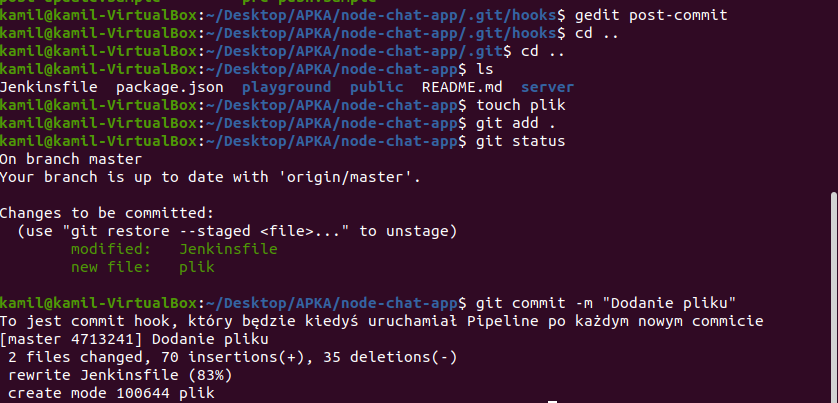 kamil@kamil-VirtualBox:~/Desktop/APKA/node-chat-app/.git/hooks$ gedit post-commit
kamil@kamil-VirtualBox:~/Desktop/APKA/node-chat-app/.git/hooks$ cd ..
kamil@kamil-VirtualBox:~/Desktop/APKA/node-chat-app/.git$ cd ..
kamil@kamil-VirtualBox:~/Desktop/APKA/node-chat-app$ ls
Jenkinsfile  package.json  playground  public  README.md  server
kamil@kamil-VirtualBox:~/Desktop/APKA/node-chat-app$ touch plik
kamil@kamil-VirtualBox:~/Desktop/APKA/node-chat-app$ git add .
kamil@kamil-VirtualBox:~/Desktop/APKA/node-chat-app$ git status
On branch master
Your branch is up to date with 'origin/master'.

Changes to be committed:
  (use "git restore --staged <file>..." to unstage)
        modified:   Jenkinsfile
        new file:   plik

kamil@kamil-VirtualBox:~/Desktop/APKA/node-chat-app$ git commit -m "Dodanie pliku"
To jest commit hook, który będzie kiedyś uruchamiał Pipeline po każdym nowym commicie
[master 4713241] Dodanie pliku
 2 files changed, 70 insertions(+), 35 deletions(-)
 rewrite Jenkinsfile (83%)
 create mode 100644 plik